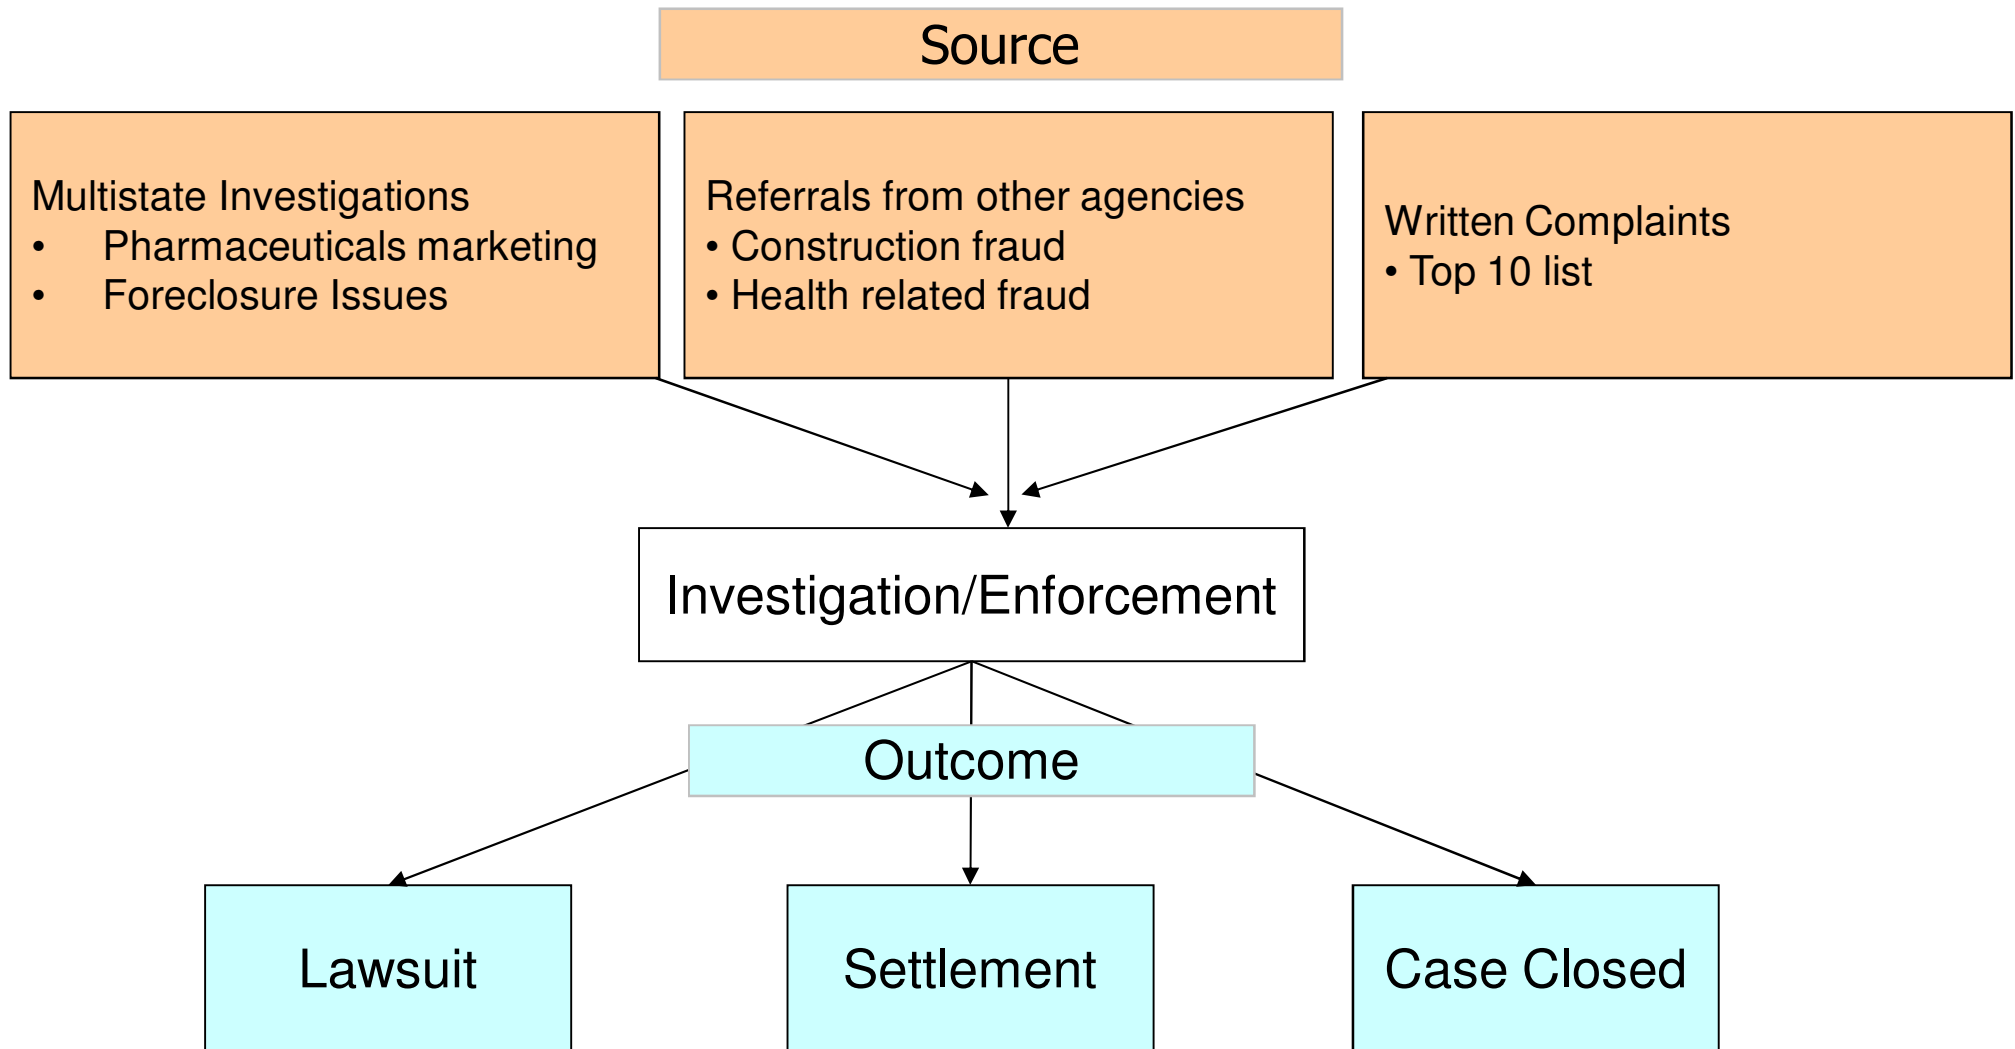 Source
Multistate Investigations
• Pharmaceuticals marketing
• Foreclosure Issues
Referrals from other agencies
• Construction fraud
• Health related fraud
Written Complaints
• Top 10 list
Investigation/Enforcement
Outcome
Lawsuit
Settlement
Case Closed